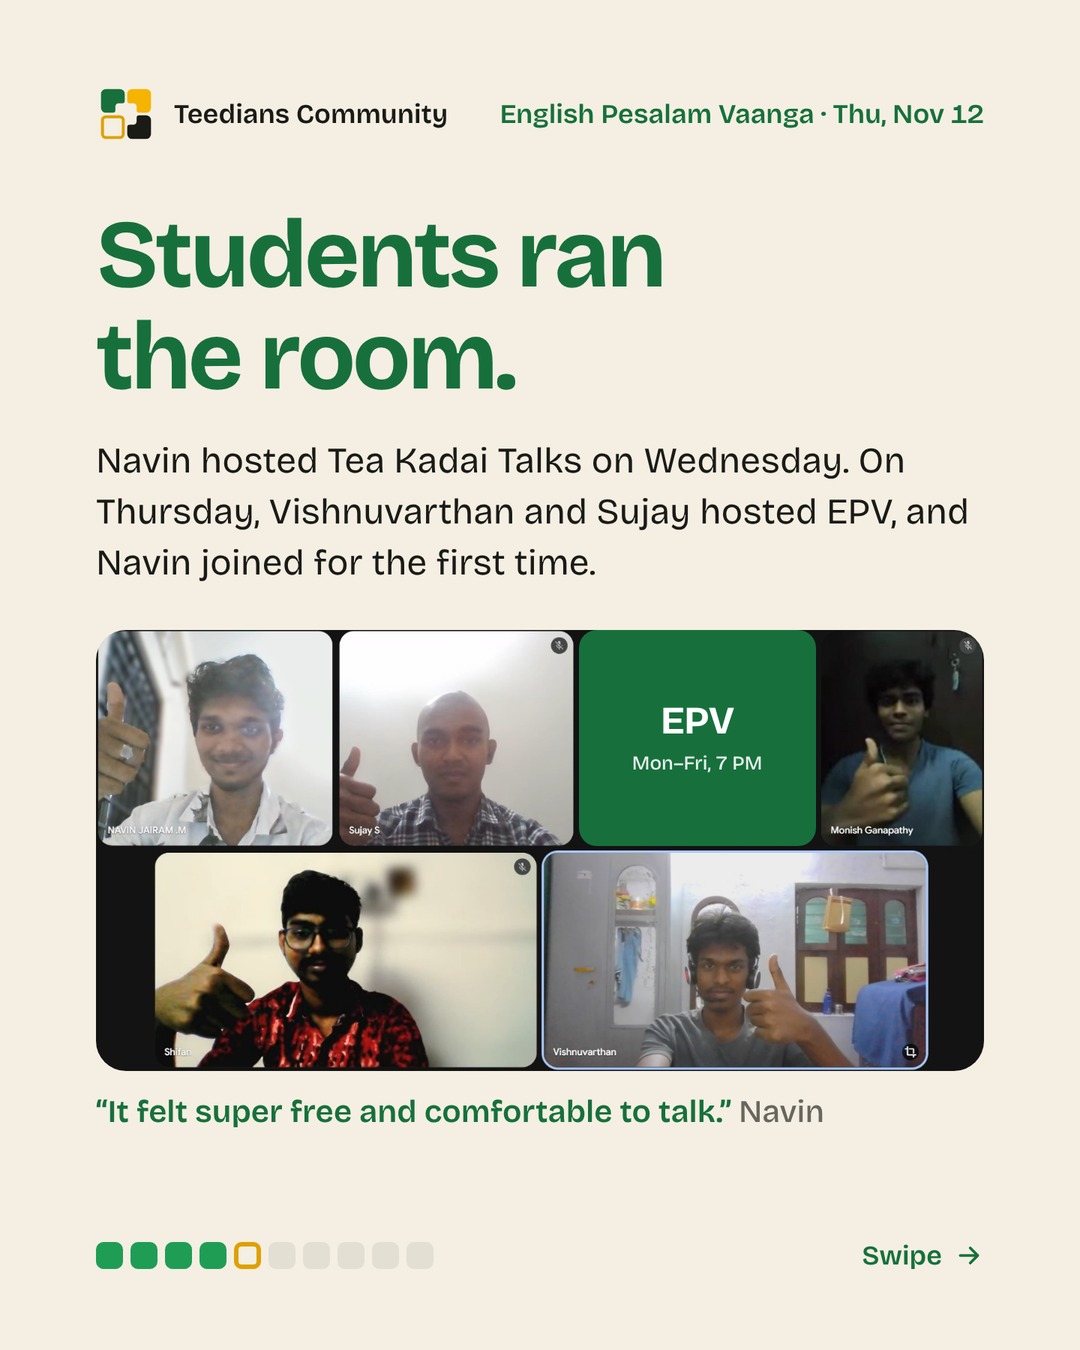 Teedians Community
English Pesalam Vaanga · Thu, Nov 12
Students ran
the room.
Navin hosted Tea Kadai Talks on Wednesday. On
Thursday, Vishnuvarthan and Sujay hosted EPV, and
Navin joined for the first time.
NAVIN JAIRAM .M
Sujay S
EPV
Mon–Fri, 7 PM
Monish Ganapathy
Shifan
Vishnuvarthan
“It felt super free and comfortable to talk.” Navin
Swipe →